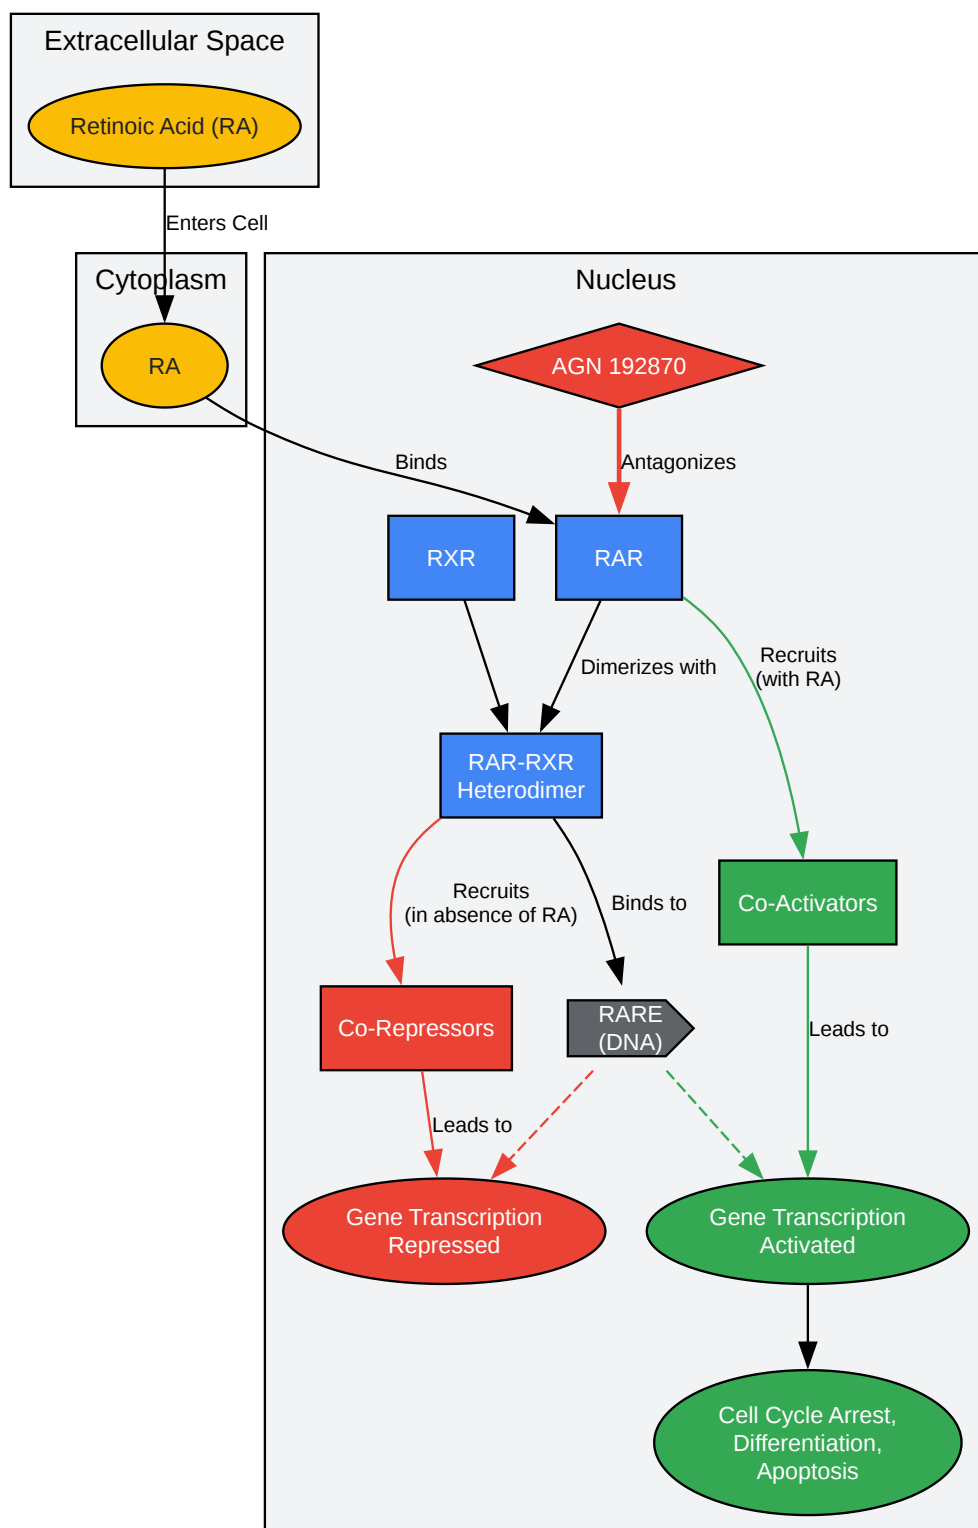 Extracellular Space
Retinoic Acid (RA)
Enters Cell
Cytoplasm
RA
Nucleus
AGN 192870
Binds
Antagonizes
RXR
RAR
Dimerizes with
Recruits
(with RA)
RAR-RXR
Heterodimer
Recruits
(in absence of RA)
Binds to
Co-Activators
Co-Repressors
RARE
(DNA)
Leads to
Leads to
Gene Transcription
Repressed
Gene Transcription
Activated
Cell Cycle Arrest,
Differentiation,
Apoptosis